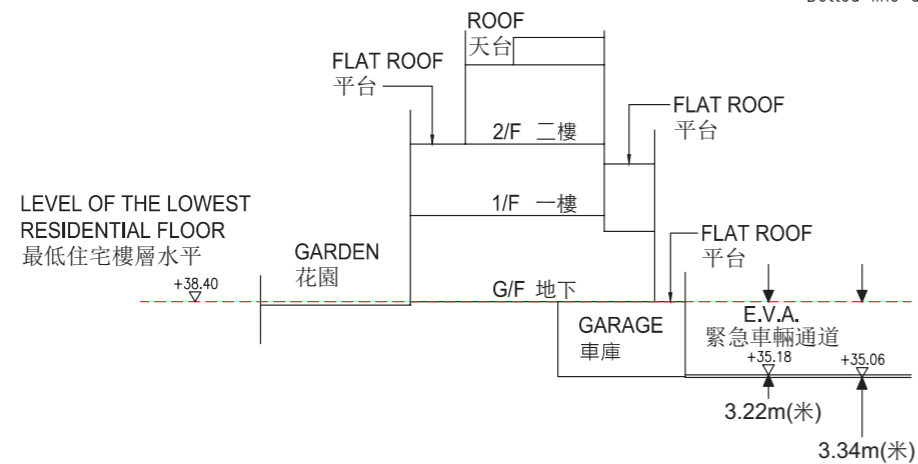 ROOF
天台
FLAT ROOF
平台
FLAT ROOF
平台
2/F 二樓
1/F 一樓
LEVEL OF THE LOWEST
RESIDENTIAL FLOOR
最低住宅樓層水平
+38.40
GARDEN
花園
FLAT ROOF
平台
G/F 地下
GARAGE
車庫
E.V.A.
緊急車輛通道
+35.18
+35.06
3.22m(米)
3.34m(米)